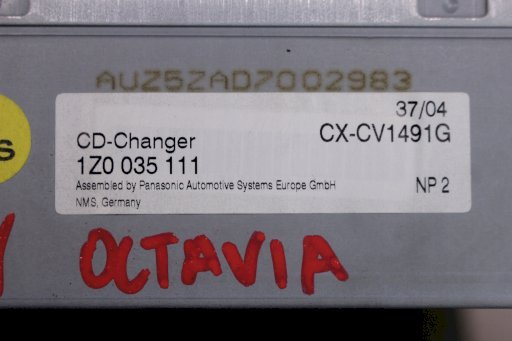 AUZ5ZAD7002983
37/04
CD-Changer
CX-CV1491G
1Z0 035 111
Assembled by Panasonic Automotive Systems Europe GmbH
NP 2
NMS, Germany
OCTAVIA